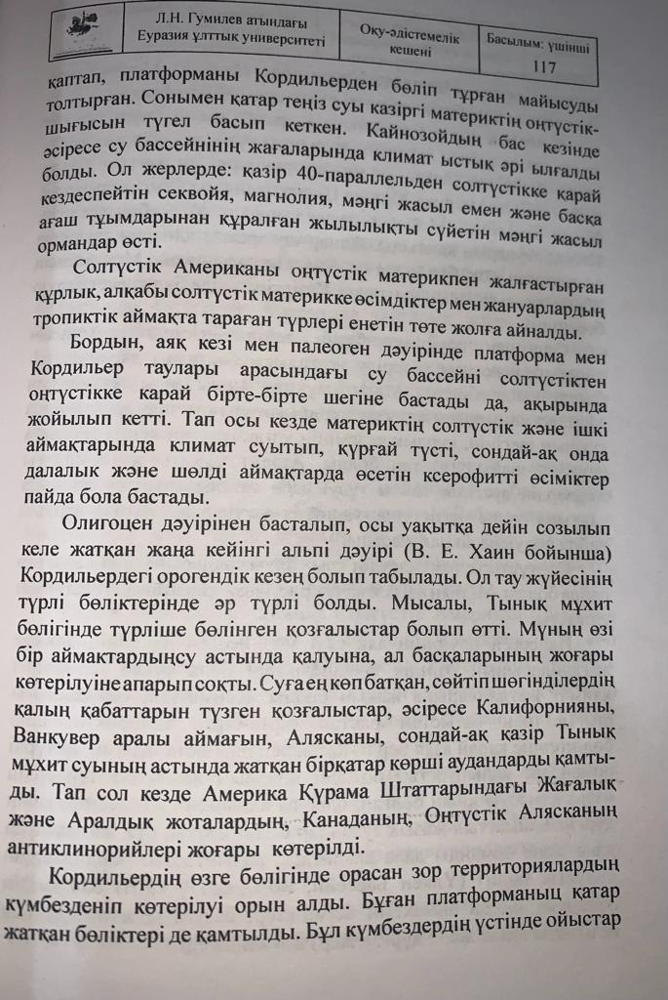 Л.Н. Гумилев атындағы
Еуразия ұлттық университеті
Оқу-әдістемелік
кешені
Басылым: үшінші
117
қаптап, платформаны Кордильерден бөліп тұрған майысуды
толтырған. Сонымен қатар теңіз суы казіргі материктің оңтүстік-
шығысын түгел басып кеткен. Кайнозойдың бас кезінде
әсіресе су бассейнінің жағаларында климат ыстық әрі ылғалды
болды. Ол жерлерде: қазір 40-параллельден солтүстікке қарай
кездеспейтін секвойя, магнолия, мәңгі жасыл емен және басқа
ағаш тұымдарынан құралған жылылықты сүйетін мәңгі жасыл
ормандар өсті.
Солтүстік Американы оңтүстік материкпен жалғастырған
құрлық, алқабы солтүстік материкке өсімдіктер мен жануарлардың
тропиктік аймақта тараған түрлері енетін төте жолға айналды.
Бордын, аяқ кезі мен палеоген дәуірінде платформа мен
Кордильер таулары арасындағы су бассейні солтүстіктен
оңтүстікке карай бірте-бірте шегіне бастады да, ақырында
жойылып кетті. Тап осы кезде материктің солтүстік және ішкі
аймақтарында климат суытып, құрғай түсті, сондай-ақ онда
далалык және шөлді аймақтарда өсетін ксерофитті өсіміктер
пайда бола бастады.
Олигоцен дәуірінен басталып, осы уақытқа дейін созылып
келе жатқан жаңа кейінгі альпі дәуірі (В. Е. Хаин бойынша)
Кордильердегі орогендік кезең болып табылады. Ол тау жүйесінің
түрлі бөліктерінде әр түрлі болды. Мысалы, Тынық мұхит
бөлігінде түрліше бөлінген қозғалыстар болып өтті. Мүның өзі
бір аймактардыңсу астында қалуына, ал басқаларының жоғары
көтерілуіне апарып соқты. Суға ең көп батқан, сөйтіп шөгінділердің
қалың қабаттарын түзген қозғалыстар, әсіресе Калифорнияны,
Ванкувер аралы аймағын, Алясканы, сондай-ақ қазір Тынық
мұхит суының астында жатқан бірқатар көрші аудандарды қамты-
ды. Тап сол кезде Америка Құрама Штаттарындағы Жағалық
және Аралдық жоталардың, Канаданың, Оңтүстік Алясканың
антиклинорийлері жоғары көтерілді.
Кордильердің өзге бөлігінде орасан зор территориялардың
күмбезденіп көтерілуі орын алды. Бұған платформаныц қатар
жатқан бөліктері де қамтылды. Бұл күмбездердің үстінде ойыстар